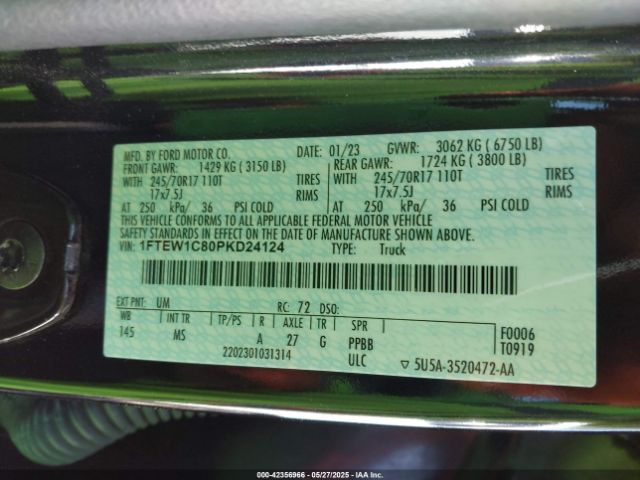 MFD. BY FORD MOTOR CO. DATE: 01/23 GVWR: 3062 KG ( 6750 LB)
FRONT GAWR: 1429 KG ( 3150 LB) REAR GAWR: 1724 KG ( 3800 LB)
WITH 245/70R17 110T TIRES WITH 245/70R17 110T TIRES
17x7.5J RIMS 17x7.5J RIMS
AT 250 kPa/ 36 PSI COLD AT 250 kPa/ 36 PSI COLD
THIS VEHICLE CONFORMS TO ALL APPLICABLE FEDERAL MOTOR VEHICLE
SAFETY STANDARDS IN EFFECT ON THE DATE OF MANUFACTURE SHOWN ABOVE.
VIN: 1FTEW1C80PKD24124 TYPE: Truck
EXT PNT: UM RC: 72 DSO:
WB INT TR TP/PS R AXLE TR SPR
145 MS A 27 G PPBB
F0006
T0919
2202301031314 ULC ▽ 5U5A-3520472-AA
000-42356966 - 05/27/2025 - IAA Inc.